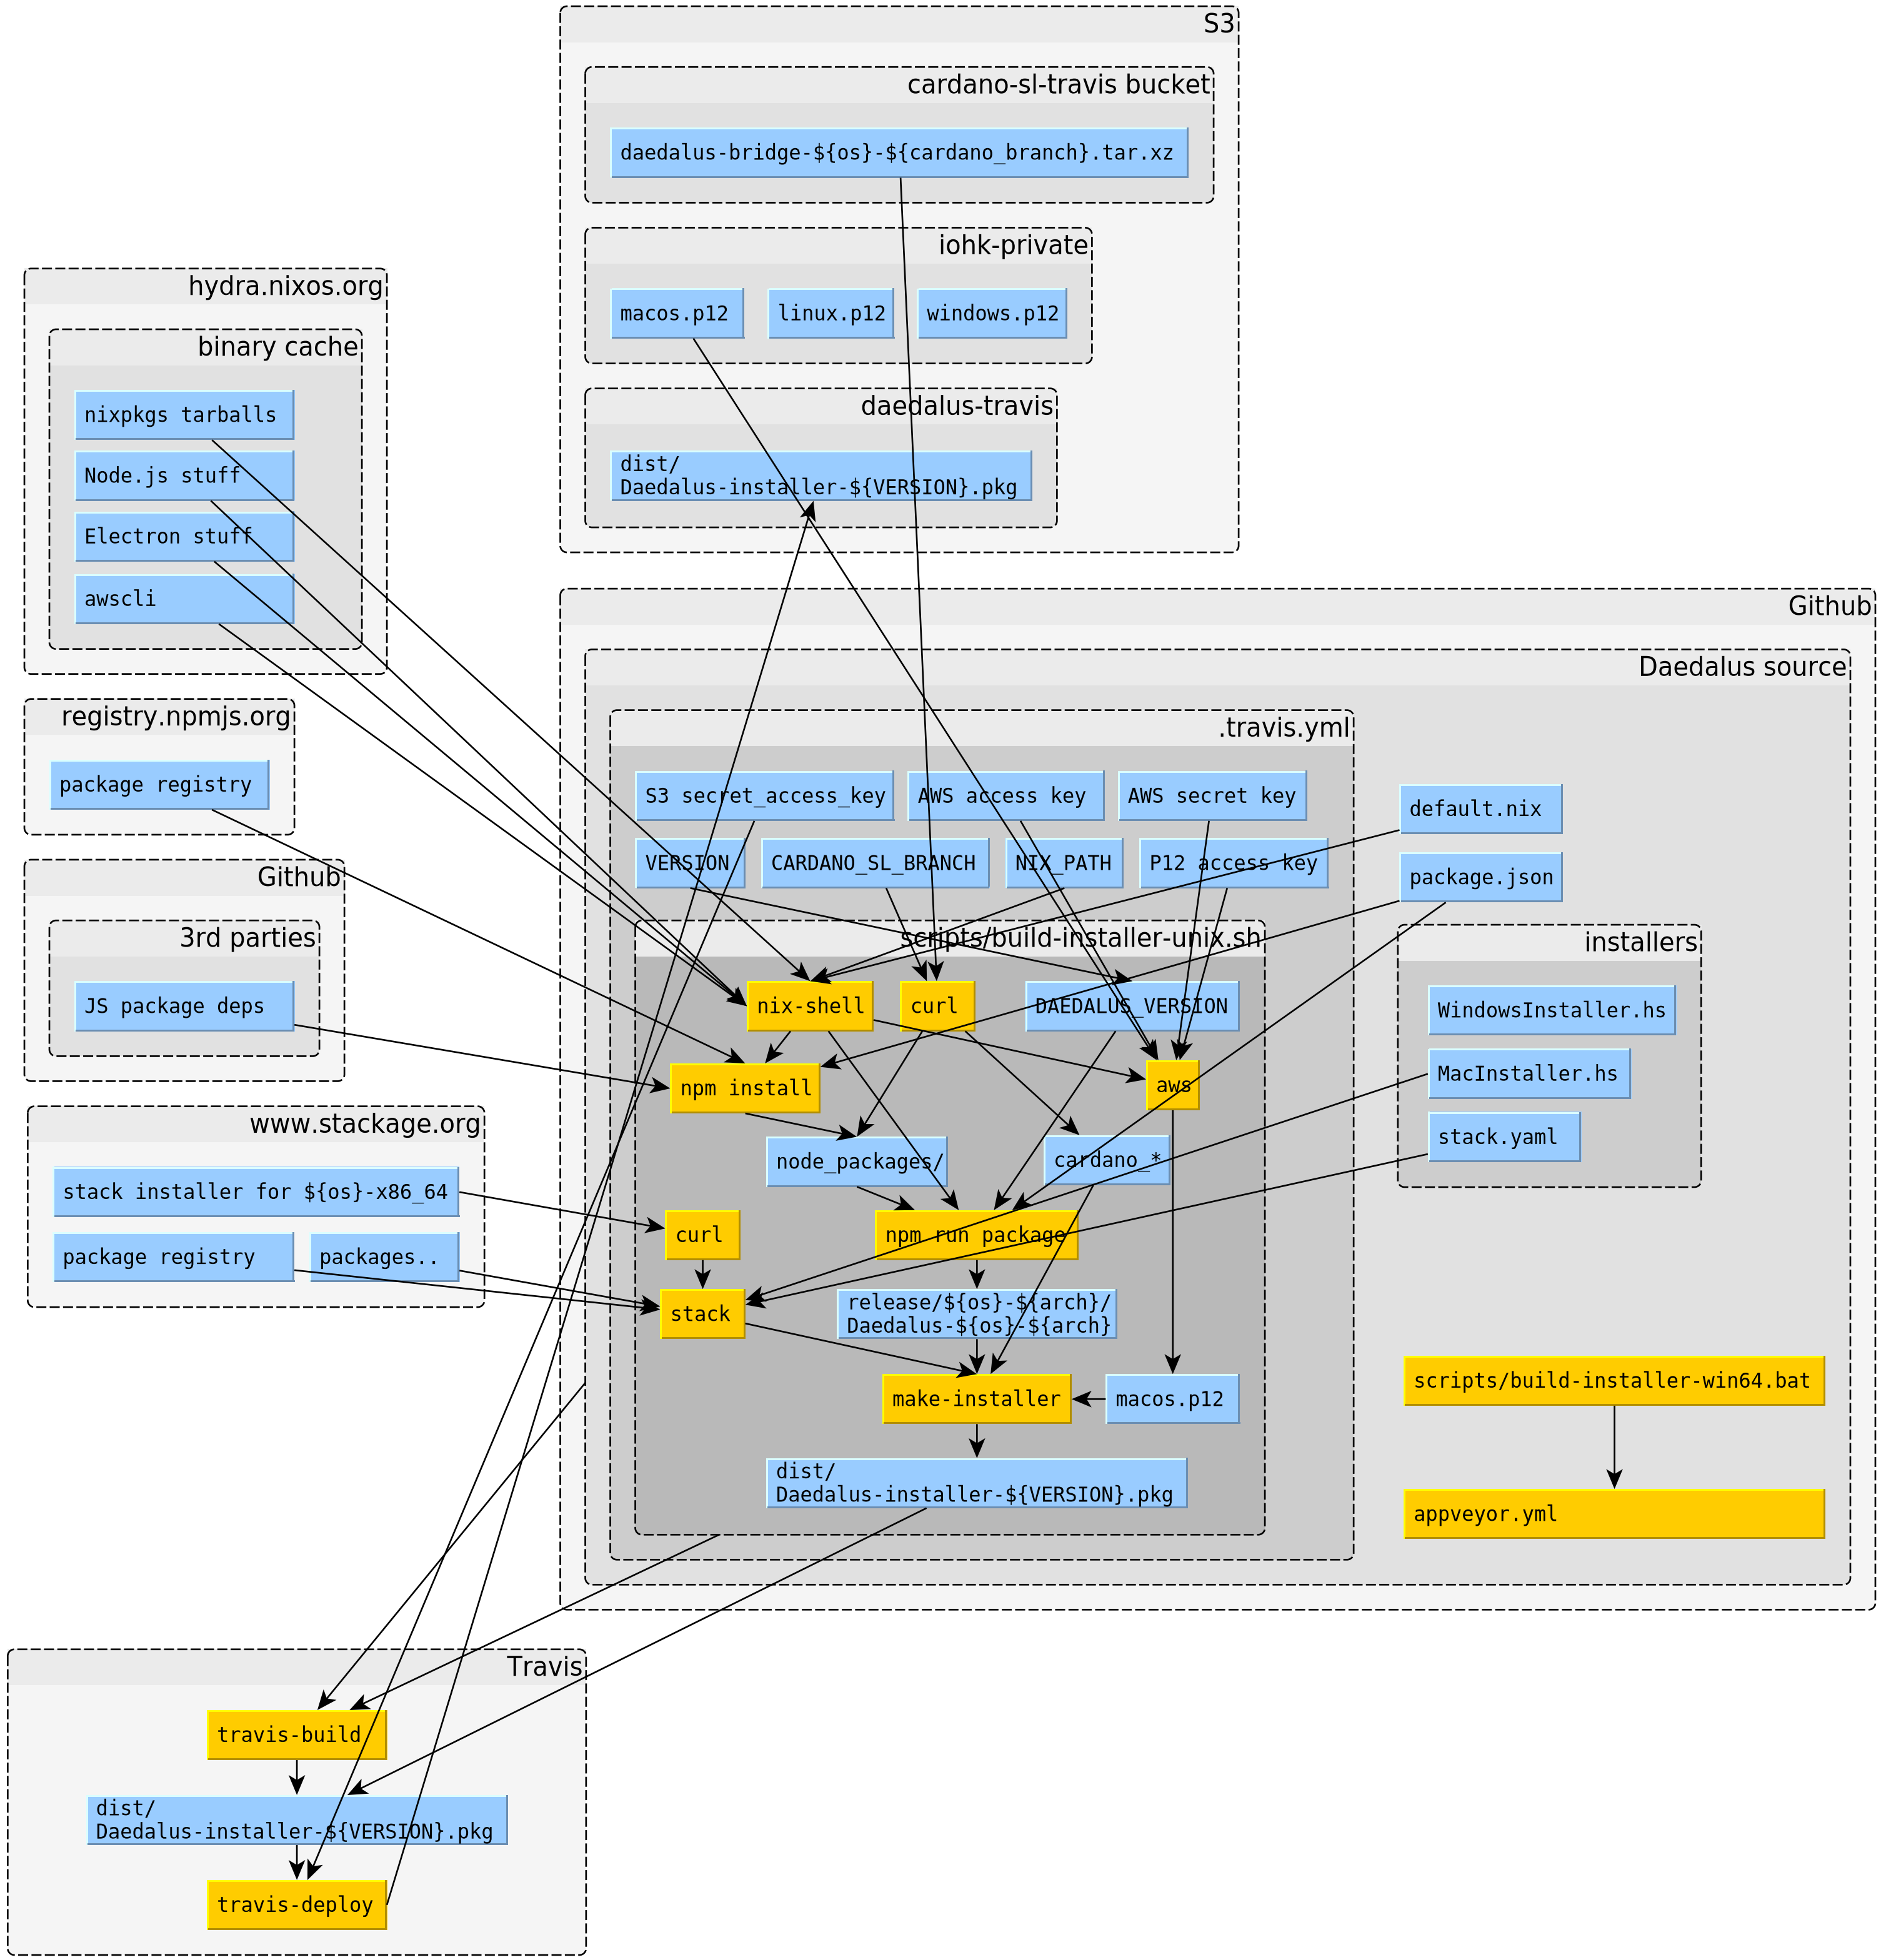 S3
cardano-sl-travis bucket
daedalus-bridge-${os}-${cardano_branch}.tar.xz
iohk-private
macos.p12
linux.p12
windows.p12
daedalus-travis
dist/
Daedalus-installer-${VERSION}.pkg
hydra.nixos.org
binary cache
nixpkgs tarballs
Node.js stuff
Electron stuff
awscli
registry.npmjs.org
package registry
Github
3rd parties
JS package deps
www.stackage.org
stack installer for ${os}-x86_64
package registry
packages..
Github
Daedalus source
.travis.yml
S3 secret_access_key
AWS access key
AWS secret key
VERSION
CARDANO_SL_BRANCH
NIX_PATH
P12 access key
default.nix
package.json
scripts/build-installer-unix.sh
nix-shell
curl
DAEDALUS_VERSION
npm install
aws
node_packages/
cardano_*
curl
npm run package
stack
release/${os}-${arch}/
Daedalus-${os}-${arch}
make-installer
macos.p12
dist/
Daedalus-installer-${VERSION}.pkg
installers
WindowsInstaller.hs
MacInstaller.hs
stack.yaml
scripts/build-installer-win64.bat
appveyor.yml
Travis
travis-build
dist/
Daedalus-installer-${VERSION}.pkg
travis-deploy